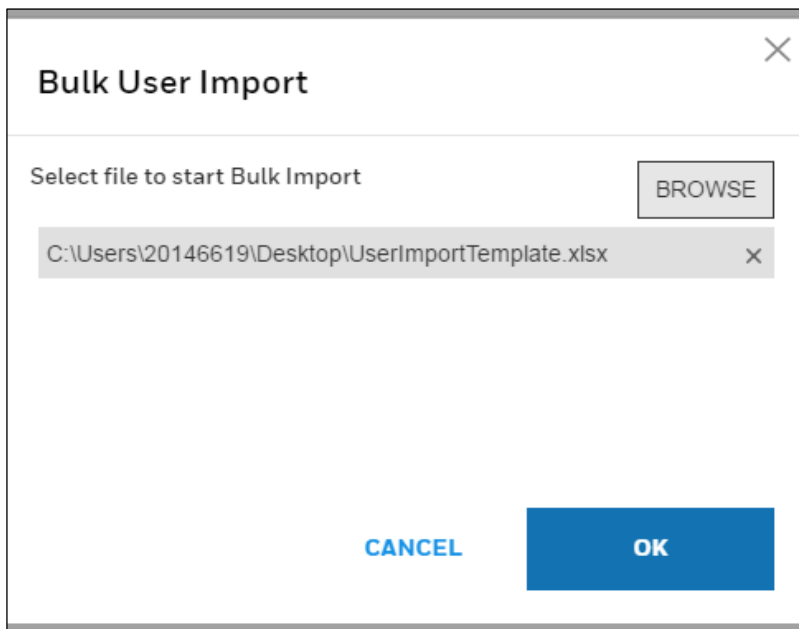 Bulk User Import
Select file to start Bulk Import
BROWSE
C:\Users\20146619\Desktop\UserImportTemplate.xlsx
CANCEL
OK